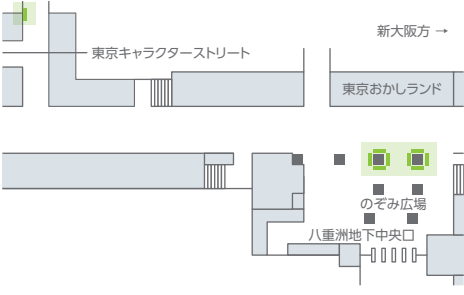 新大阪方 →
東京キャラクターストリート
東京おかしランド
のぞみ広場
八重洲地下中央口